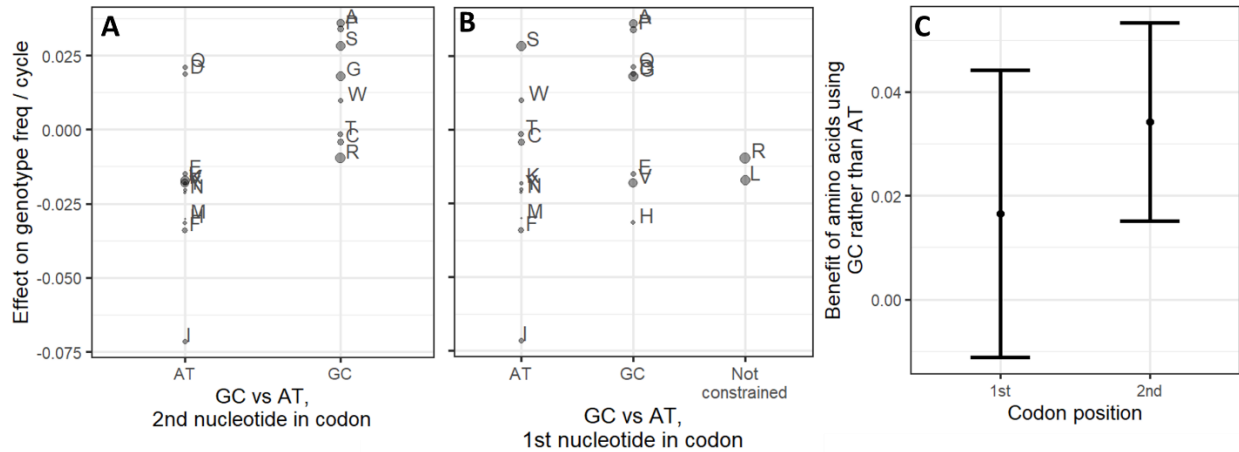 A
B
C
Effect on genotype freq / cycle
0.025
0.000
-0.025
-0.050
-0.075
Q
D
E
N
M
F
I
A
P
S
G
W
T
C
R
AT
GC
GC vs AT,
2nd nucleotide in codon
S
W
T
C
K
N
M
F
I
A
P
Q
G
E
V
H
R
L
AT
GC
Not
constrained
GC vs AT,
1st nucleotide in codon
Benefit of amino acids using
GC rather than AT
0.04
0.02
0.00
1st
2nd
Codon position